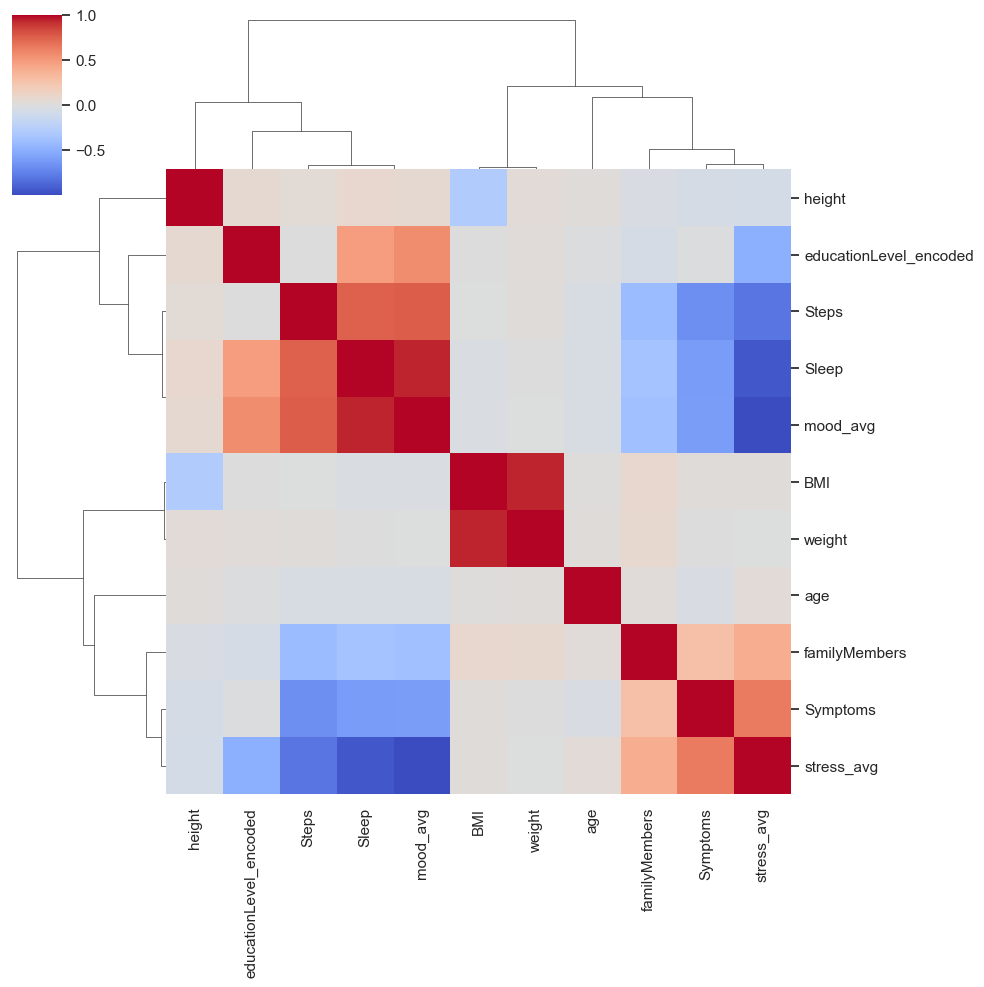 1.0
0.5
0.0
−0.5
height
educationLevel_encoded
Steps
Sleep
mood_avg
BMI
weight
age
familyMembers
Symptoms
stress_avg
height
educationLevel_encoded
Steps
Sleep
mood_avg
BMI
weight
age
familyMembers
Symptoms
stress_avg